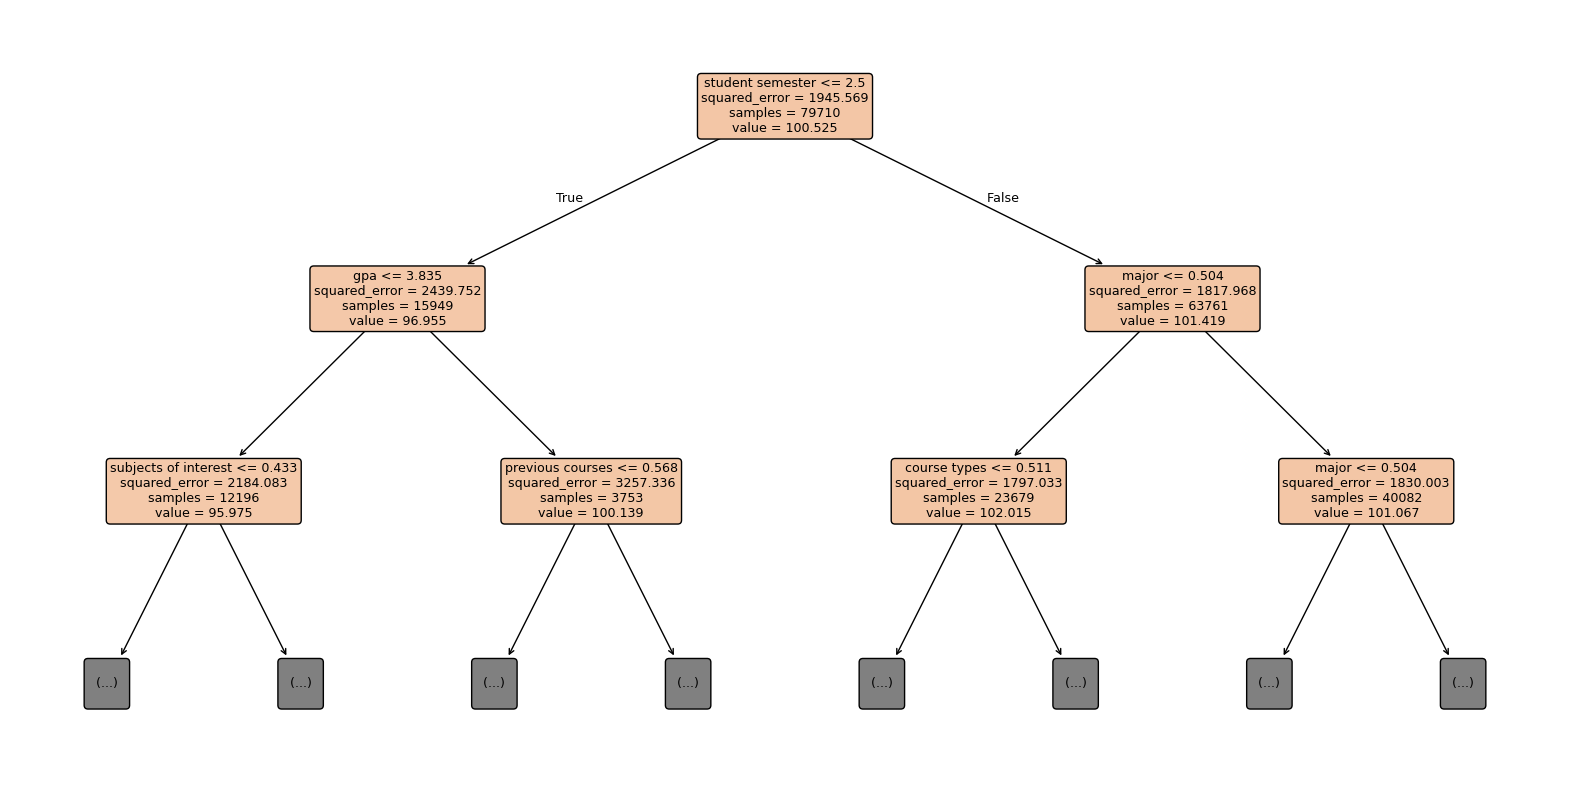 student semester <= 2.5
squared_error = 1945.569
samples = 79710
value = 100.525
True
False
gpa <= 3.835
squared_error = 2439.752
samples = 15949
value = 96.955
major <= 0.504
squared_error = 1817.968
samples = 63761
value = 101.419
subjects of interest <= 0.433
squared_error = 2184.083
samples = 12196
value = 95.975
previous courses <= 0.568
squared_error = 3257.336
samples = 3753
value = 100.139
course types <= 0.511
squared_error = 1797.033
samples = 23679
value = 102.015
major <= 0.504
squared_error = 1830.003
samples = 40082
value = 101.067
(...)
(...)
(...)
(...)
(...)
(...)
(...)
(...)